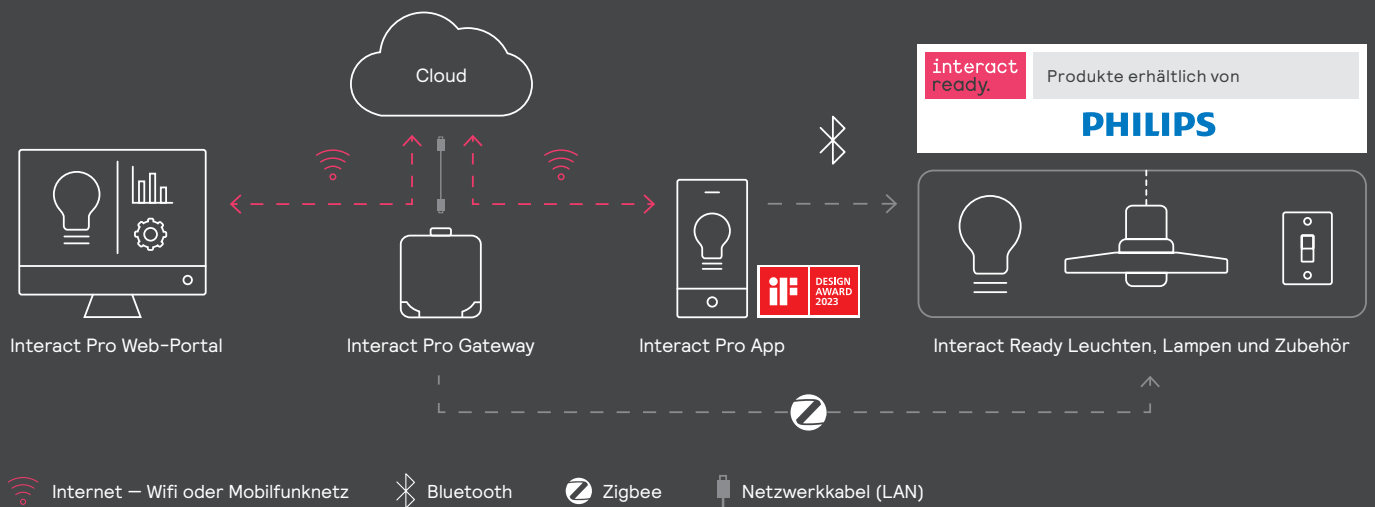 Cloud
interact
ready.
Produkte erhältlich von
PHILIPS
iF
DESIGN
AWARD
2023
Interact Pro Web-Portal
Interact Pro Gateway
Interact Pro App
Interact Ready Leuchten, Lampen und Zubehör
Internet – Wifi oder Mobilfunknetz
Bluetooth
Zigbee
Netzwerkkabel (LAN)